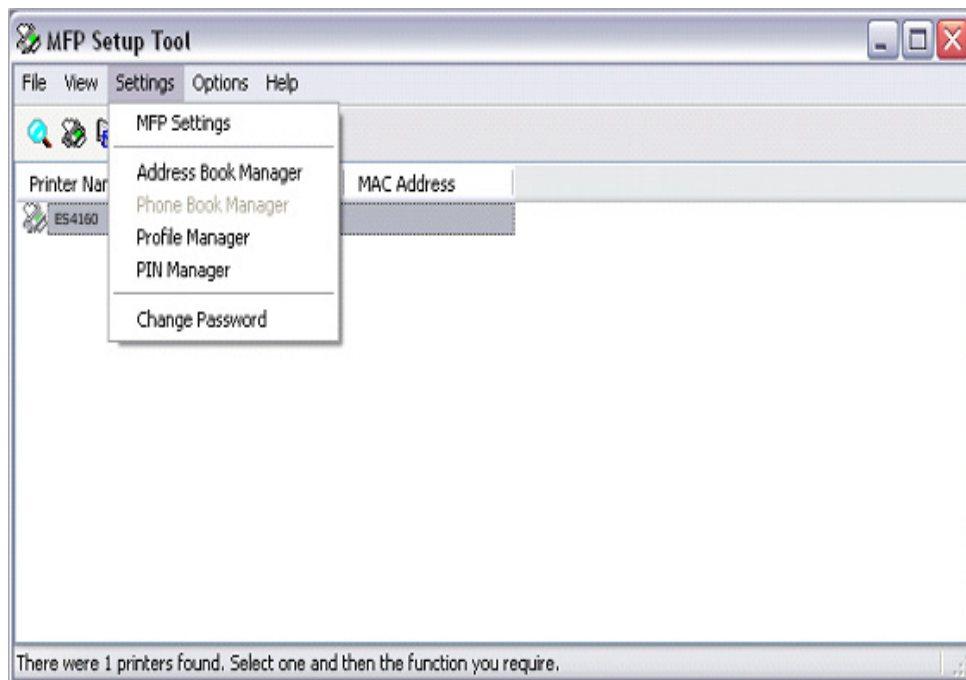 MFP Setup Tool
File View Settings Options Help
MFP Settings
Address Book Manager
Phone Book Manager
Profile Manager
PIN Manager
Change Password
Printer Nar MAC Address
ES4160
There were 1 printers found. Select one and then the function you require.